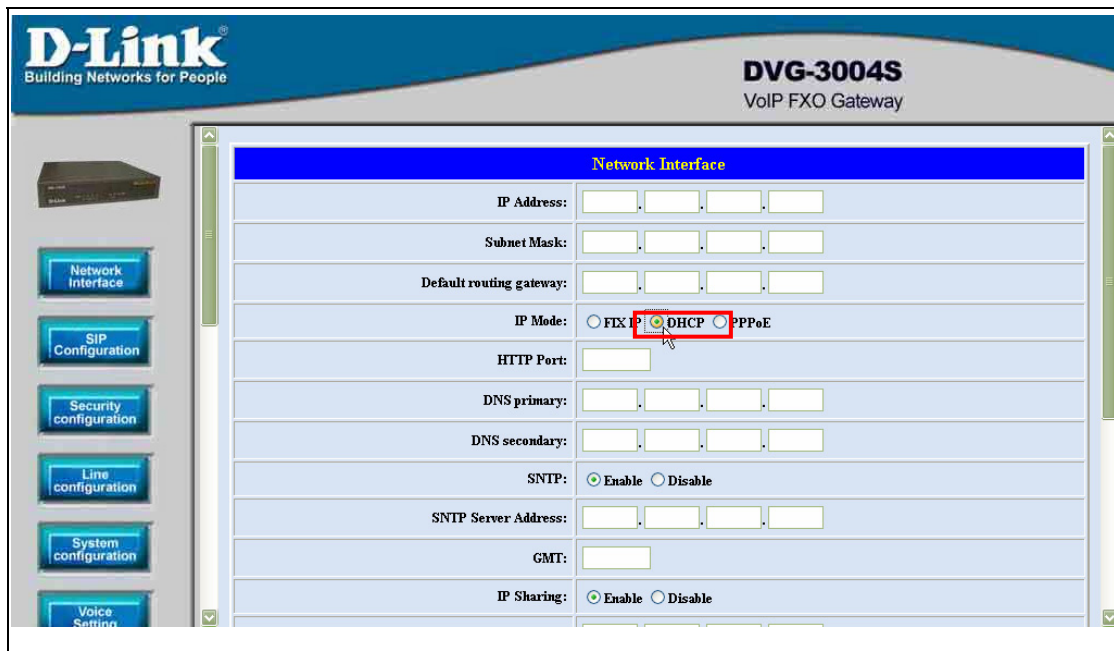 D-Link®
Building Networks for People
DVG-3004S
VoIP FXO Gateway
Network Interface
SIP Configuration
Security configuration
Line configuration
System configuration
Voice Setting
Network Interface
IP Address: . . .
Subnet Mask: . . .
Default routing gateway: . . .
IP Mode: FIX IP DHCP PPPoE
HTTP Port:
DNS primary: . . .
DNS secondary: . . .
SNTP: Enable Disable
SNTP Server Address: . . .
GMT:
IP Sharing: Enable Disable